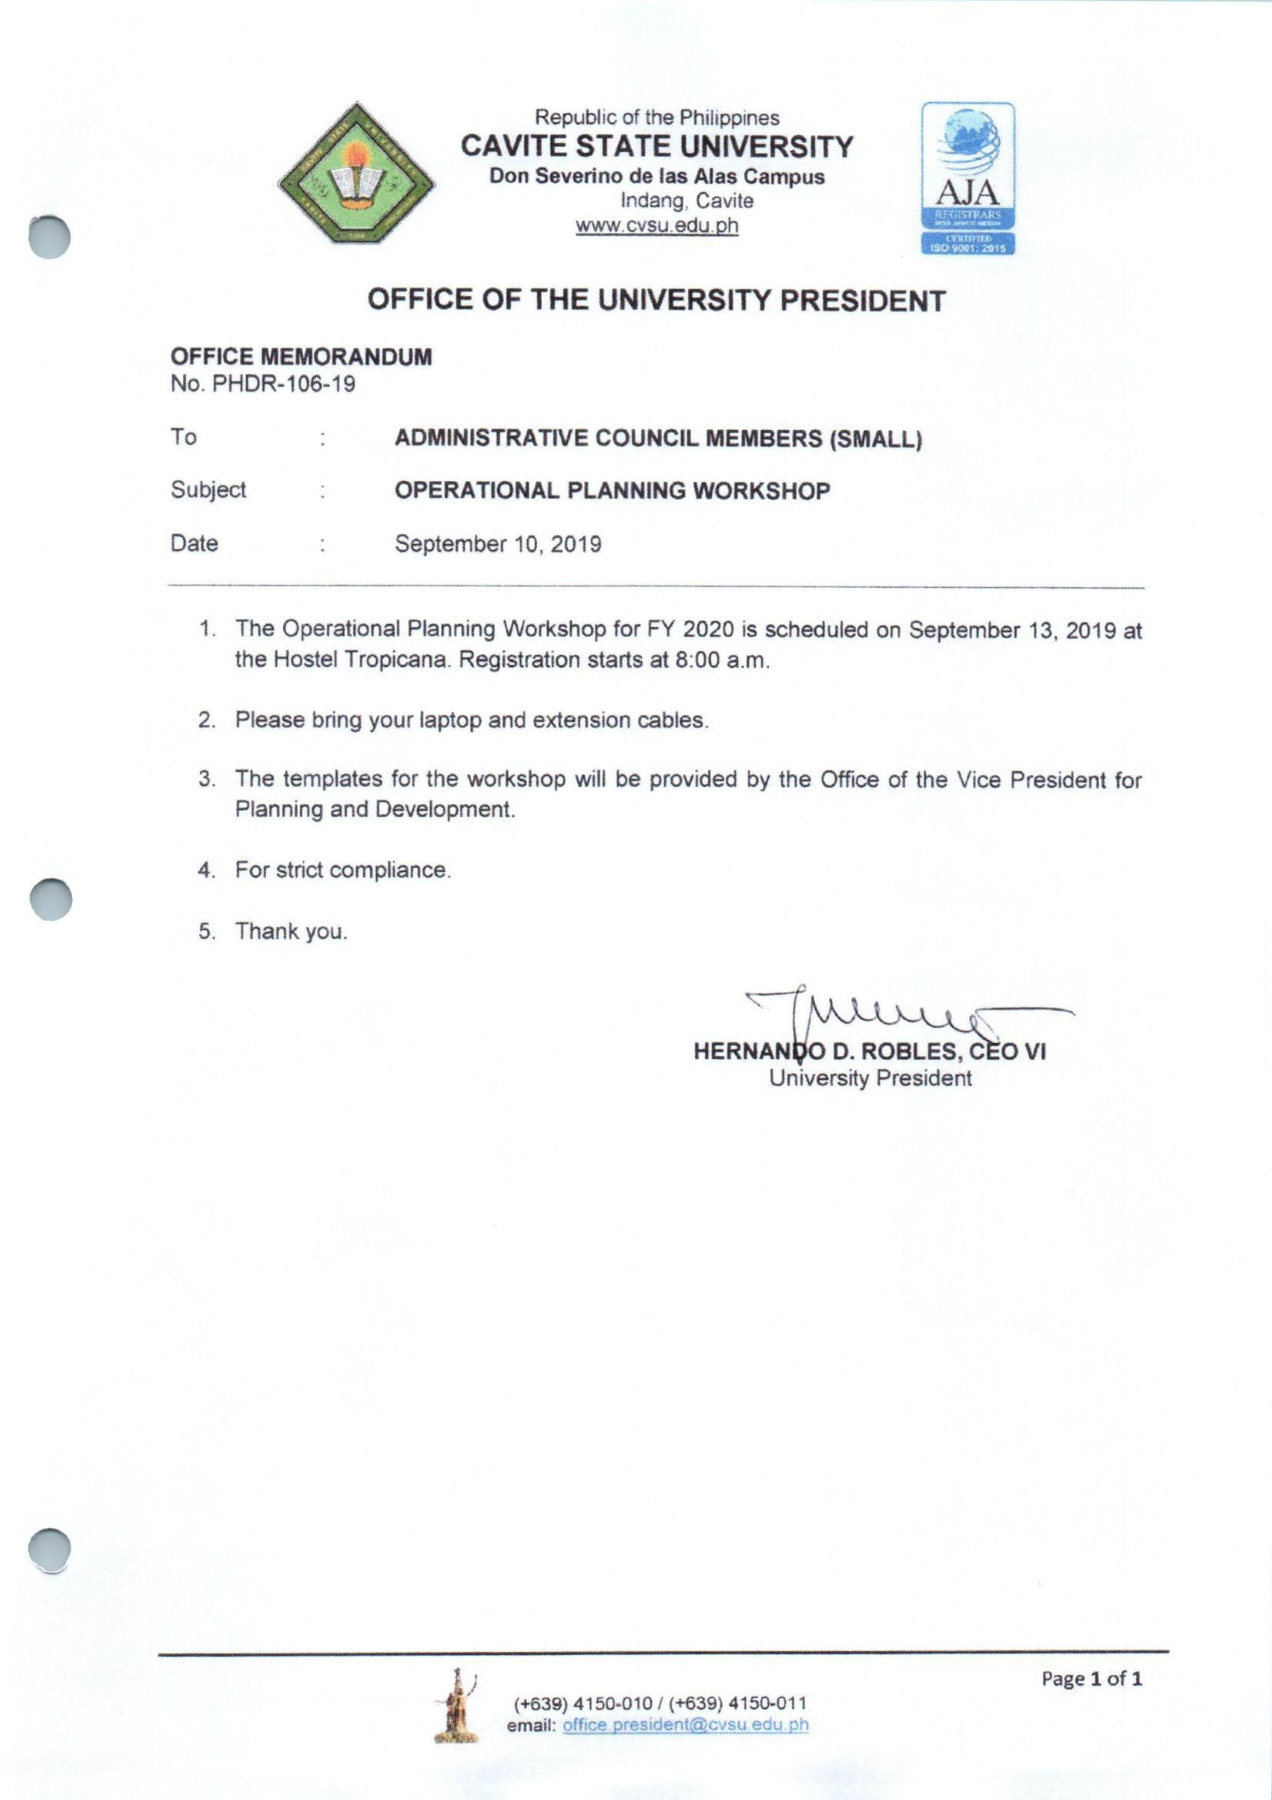 Republic of the Philippines
CAVITE STATE UNIVERSITY
Don Severino de las Alas Campus
Indang, Cavite
www.cvsu.edu.ph
AJA
REGISTRARS
CERTIFIED
ISO 9001: 2015
OFFICE OF THE UNIVERSITY PRESIDENT
OFFICE MEMORANDUM
No. PHDR-106-19
To : ADMINISTRATIVE COUNCIL MEMBERS (SMALL)
Subject : OPERATIONAL PLANNING WORKSHOP
Date : September 10, 2019
1. The Operational Planning Workshop for FY 2020 is scheduled on September 13, 2019 at
the Hostel Tropicana. Registration starts at 8:00 a.m.
2. Please bring your laptop and extension cables.
3. The templates for the workshop will be provided by the Office of the Vice President for
Planning and Development.
4. For strict compliance.
5. Thank you.
HERNANDO D. ROBLES, CEO VI
University President
Page 1 of 1
(+639) 4150-010 / (+639) 4150-011
email: office.president@cvsu.edu.ph